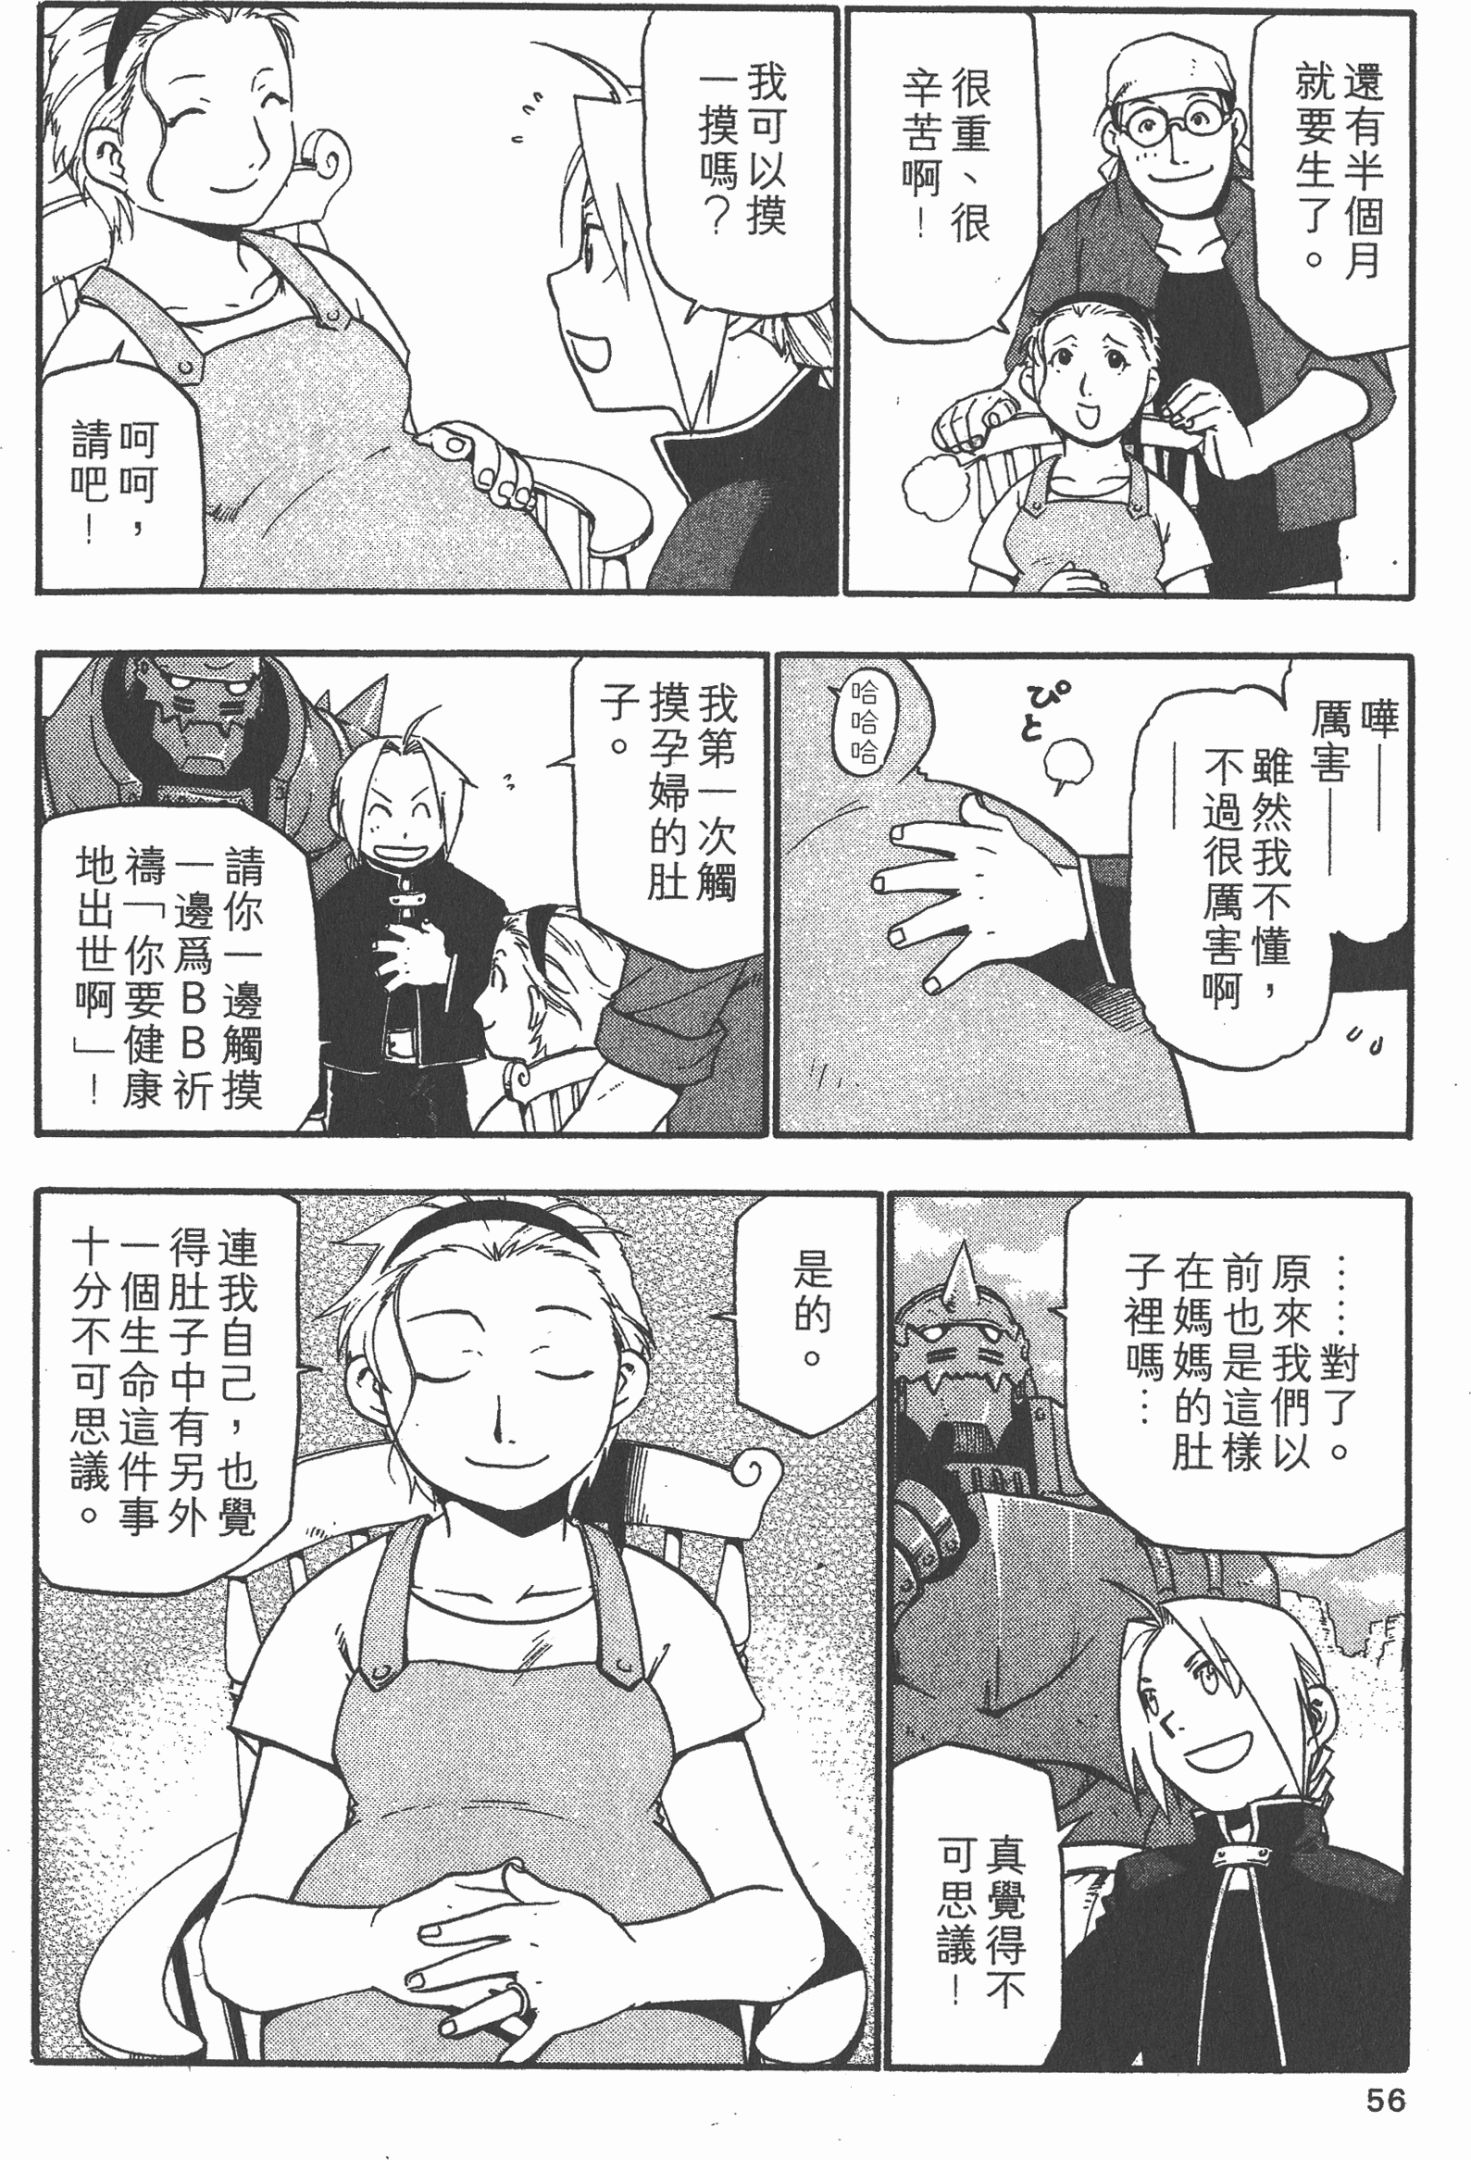 還有半個月
就要生了。
很重、很
辛苦啊！
我可以摸
一摸嗎？
呵呵，
請吧！
嘩——
厲害——
雖然我不懂，
不過很厲害啊
——
ぴと
哈哈哈
我第一次觸
摸孕婦的肚
子。
請你一邊觸摸
一邊爲ＢＢ祈
禱「你要健康
地出世啊」！
……對了。
原來我們以
前也是這樣
在媽媽的肚
子裡嗎…
真覺得不
可思議！
是的。
連我自己，也覺
得肚子中有另外
一個生命這件事
十分不可思議。
56